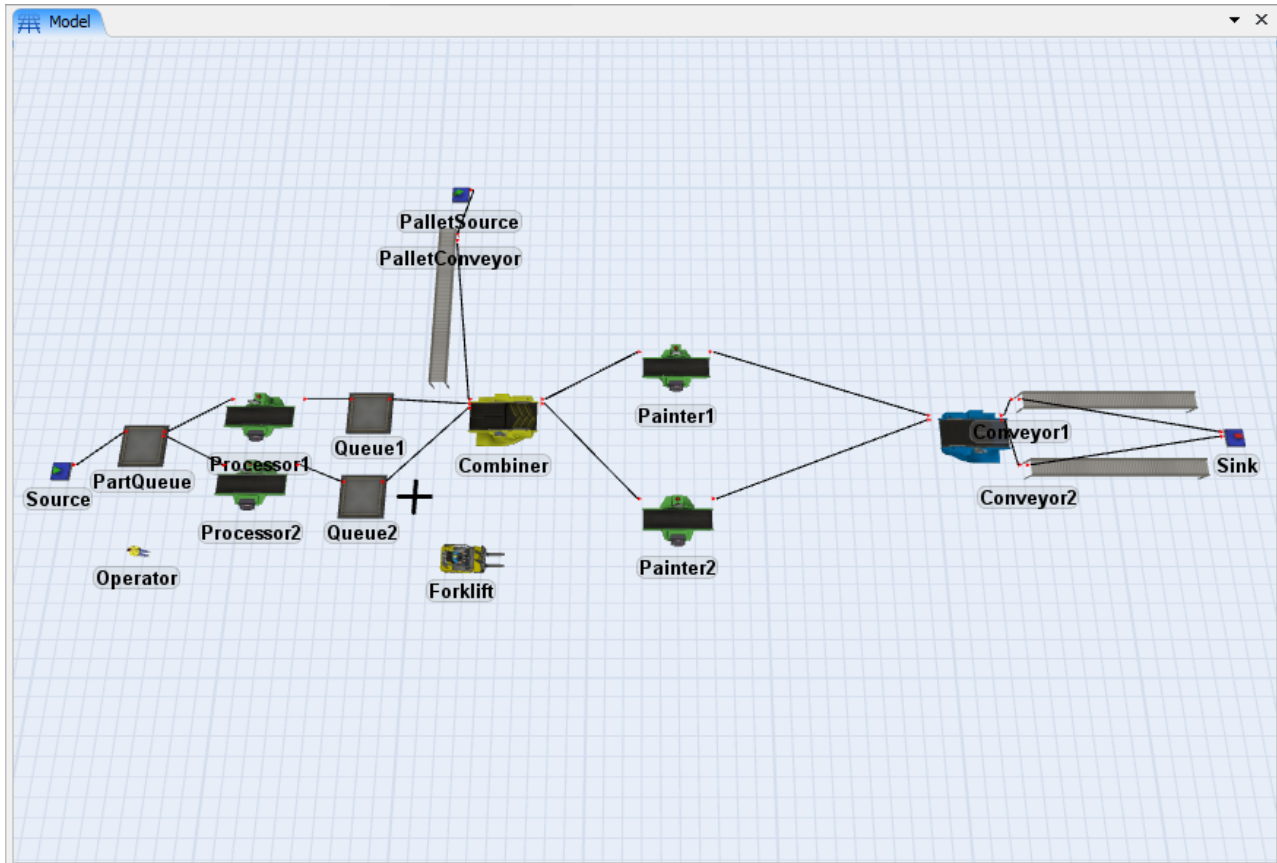 Model
PalletSource
PalletConveyor
Painter1
Queue1
Conveyor1
Processor1
Combiner
Sink
PartQueue
Source
Conveyor2
Processor2
Queue2
Painter2
Operator
Forklift